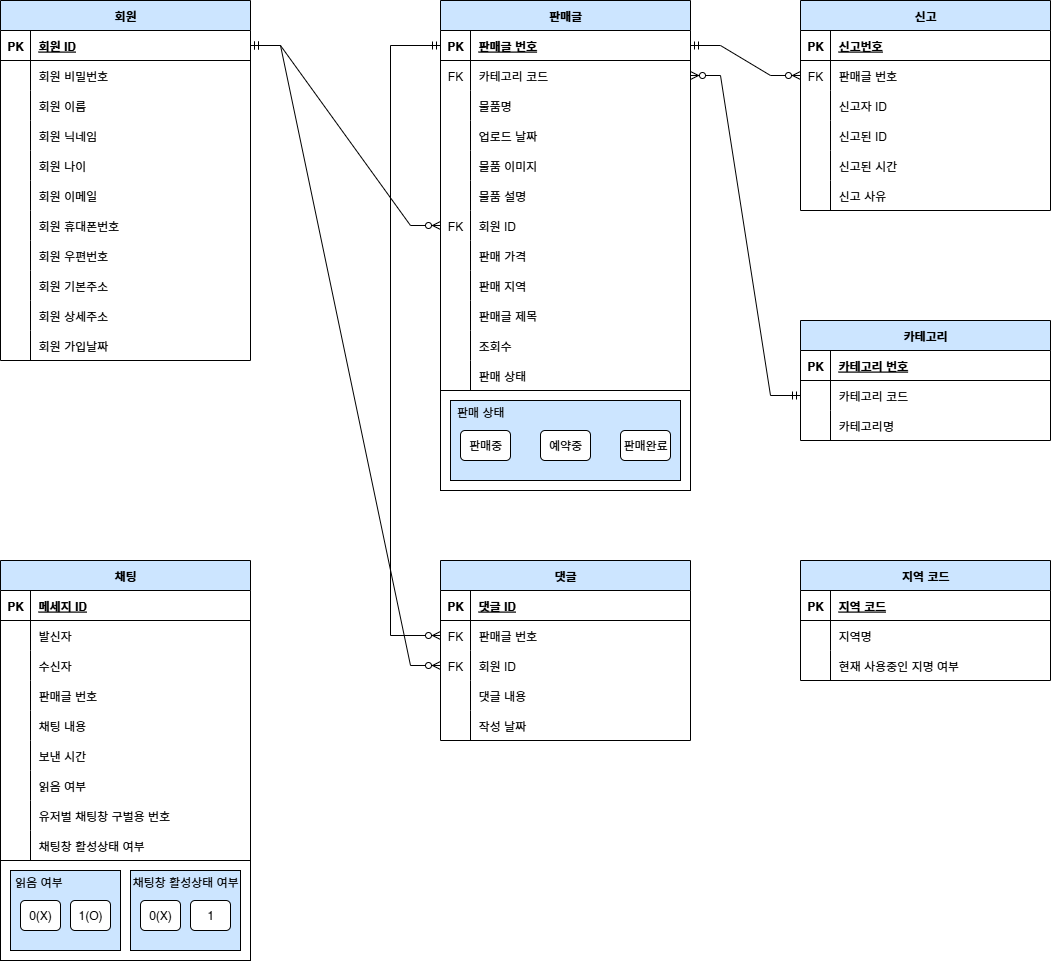 회원
PK 회원 ID
회원 비밀번호
회원 이름
회원 닉네임
회원 나이
회원 이메일
회원 휴대폰번호
회원 우편번호
회원 기본주소
회원 상세주소
회원 가입날짜
판매글
PK 판매글 번호
FK 카테고리 코드
물품명
업로드 날짜
물품 이미지
물품 설명
FK 회원 ID
판매 가격
판매 지역
판매글 제목
조회수
판매 상태
판매 상태
판매중 예약중 판매완료
신고
PK 신고번호
FK 판매글 번호
신고자 ID
신고된 ID
신고된 시간
신고 사유
카테고리
PK 카테고리 번호
카테고리 코드
카테고리명
채팅
PK 메세지 ID
발신자
수신자
판매글 번호
채팅 내용
보낸 시간
읽음 여부
유저별 채팅창 구벌용 번호
채팅창 활성상태 여부
읽음 여부
0(X) 1(O)
채팅창 활성상태 여부
0(X) 1
댓글
PK 댓글 ID
FK 판매글 번호
FK 회원 ID
댓글 내용
작성 날짜
지역 코드
PK 지역 코드
지역명
현재 사용중인 지명 여부